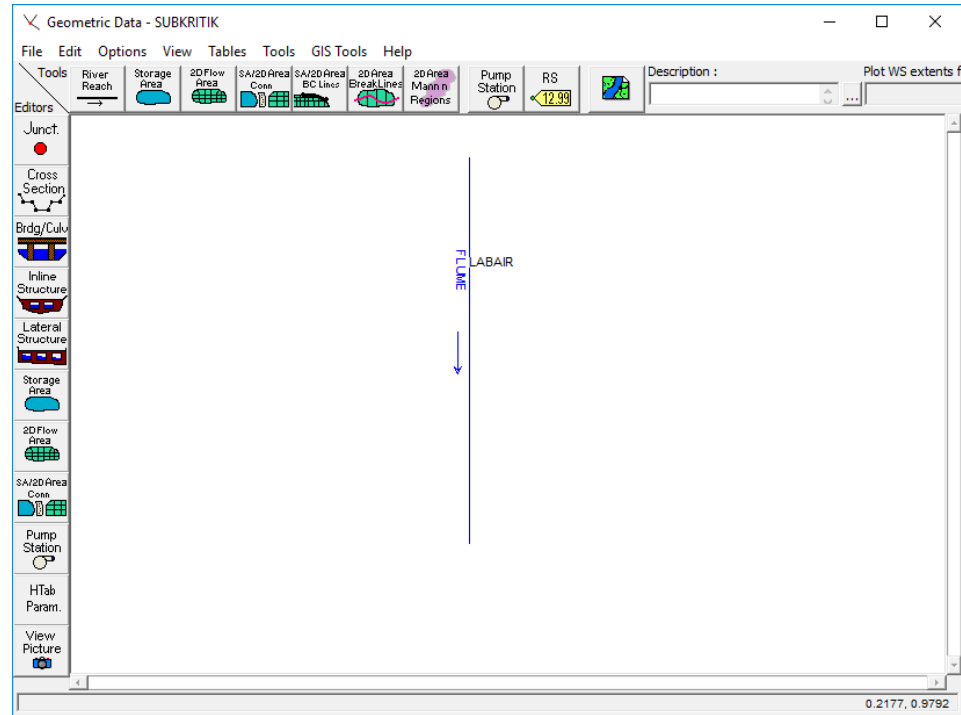 Geometric Data - SUBKRITIK
File Edit Options View Tables Tools GIS Tools Help
Tools
Editors
River
Reach
Storage
Area
2D Flow
Area
SA/2D Area
Conn
SA/2D Area
BC Lines
2D Area
BreakLines
2D Area
Mann n
Regions
Pump
Station
RS
12.99
Description :
...
Plot WS extents f
Junct.
Cross
Section
Brdg/Culv
Inline
Structure
Lateral
Structure
Storage
Area
2D Flow
Area
SA/2D Area
Conn
Pump
Station
HTab
Param.
View
Picture
FLUME
LABAIR
0.2177, 0.9792